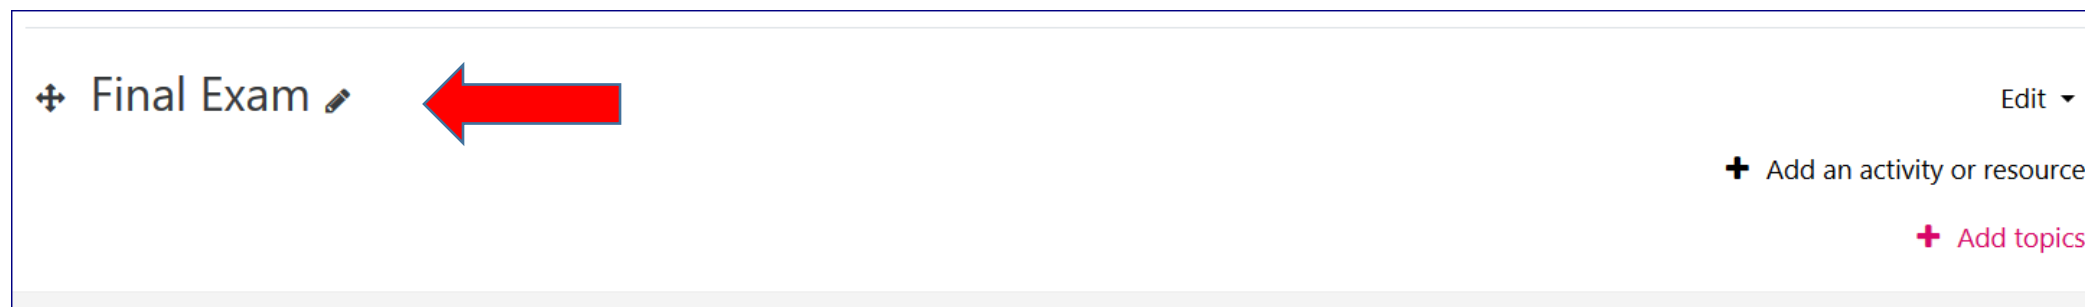 Final Exam
Edit
Add an activity or resource
Add topics